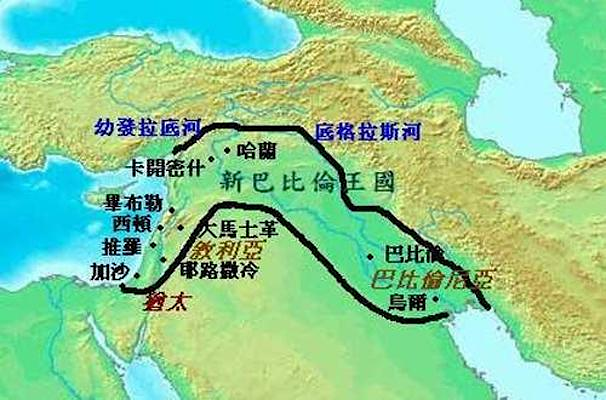 幼發拉底河
底格拉斯河
哈蘭
卡開密什
新巴比倫王國
畢布勒
西頓
大馬士革
推羅
敘利亞
巴比倫
加沙
耶路撒冷
巴比倫尼亞
猶太
烏爾